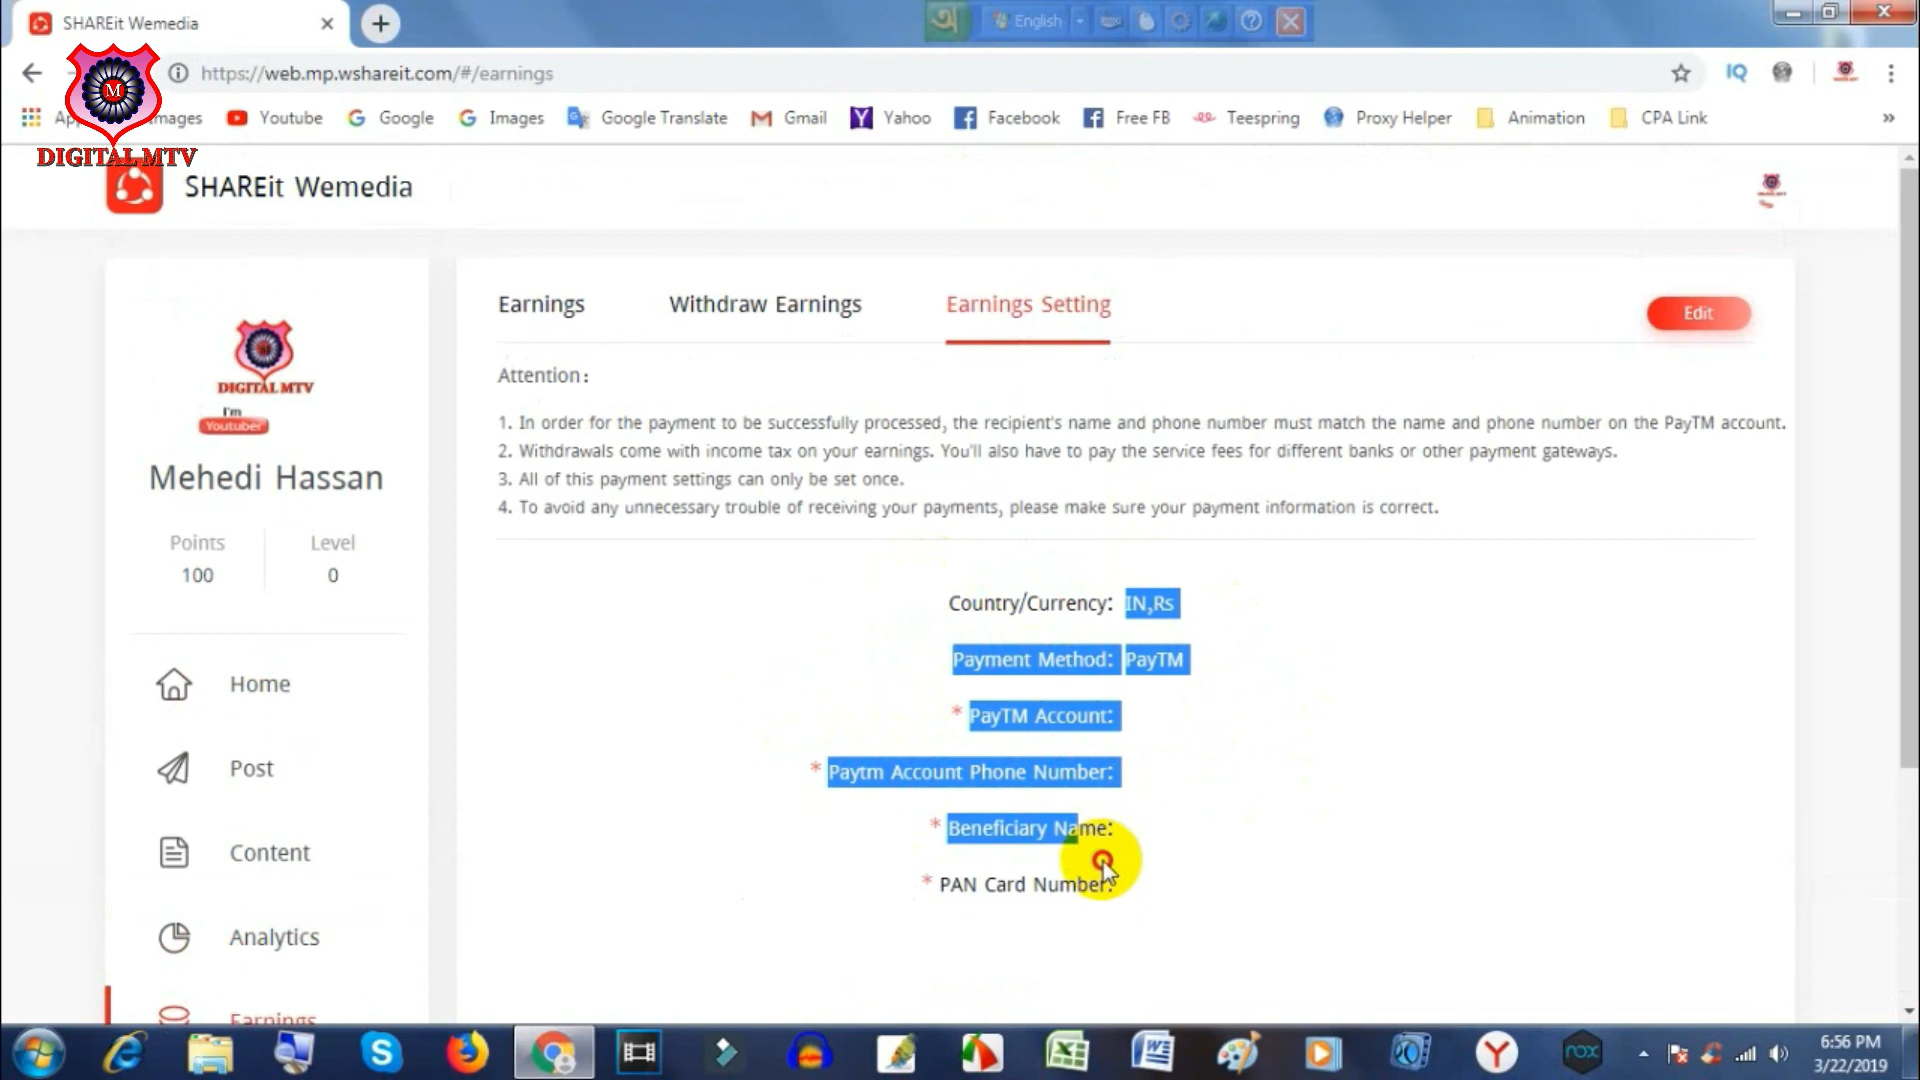 SHAREit Wemedia
অ
English
https://web.mp.wshareit.com/#/earnings
IQ
Youtube
Google
Images
Google Translate
Gmail
Yahoo
Facebook
Free FB
Teespring
Proxy Helper
Animation
CPA Link
»
M
DIGITAL MTV
SHAREit Wemedia
DIGITAL MTV
I'm
Youtuber
Mehedi Hassan
Points
Level
100
0
Home
Post
Content
Analytics
Earnings
Earnings
Withdraw Earnings
Earnings Setting
Edit
Attention:
1. In order for the payment to be successfully processed, the recipient's name and phone number must match the name and phone number on the PayTM account.
2. Withdrawals come with income tax on your earnings. You'll also have to pay the service fees for different banks or other payment gateways.
3. All of this payment settings can only be set once.
4. To avoid any unnecessary trouble of receiving your payments, please make sure your payment information is correct.
Country/Currency: IN,Rs
Payment Method: PayTM
* PayTM Account:
* Paytm Account Phone Number:
* Beneficiary Name:
* PAN Card Number:
nox
6:56 PM
3/22/2019